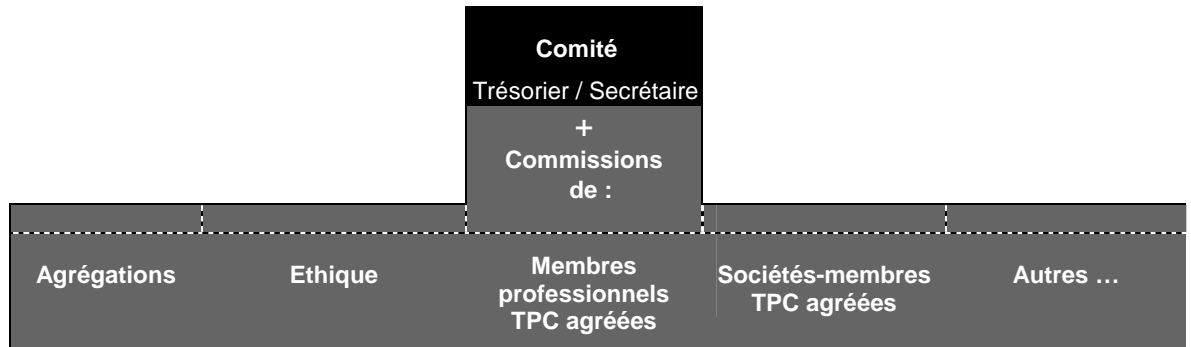 Comité
Trésorier / Secrétaire
+
Commissions
de :
Agrégations
Ethique
Membres
professionnels
TPC agréées
Sociétés-membres
TPC agréées
Autres …